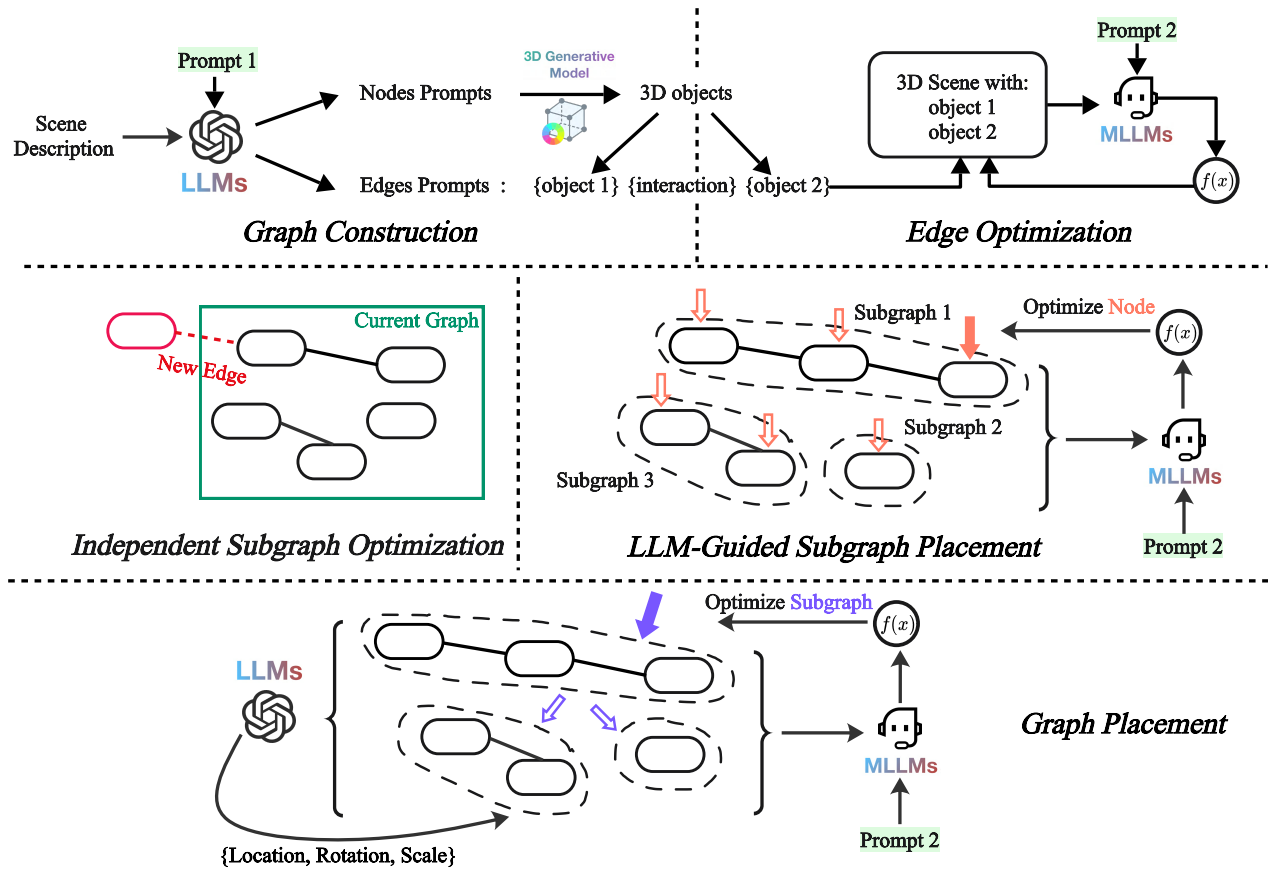 Prompt 1
Scene
Description
LLMs
Nodes Prompts
3D Generative
Model
3D objects
Edges Prompts : {object 1} {interaction} {object 2}
Graph Construction
Prompt 2
3D Scene with:
object 1
object 2
MLLMs
f(x)
Edge Optimization
Current Graph
New Edge
Independent Subgraph Optimization
Subgraph 1
Optimize Node
f(x)
Subgraph 2
Subgraph 3
MLLMs
Prompt 2
LLM-Guided Subgraph Placement
Optimize Subgraph
f(x)
LLMs
Graph Placement
MLLMs
Prompt 2
{Location, Rotation, Scale}